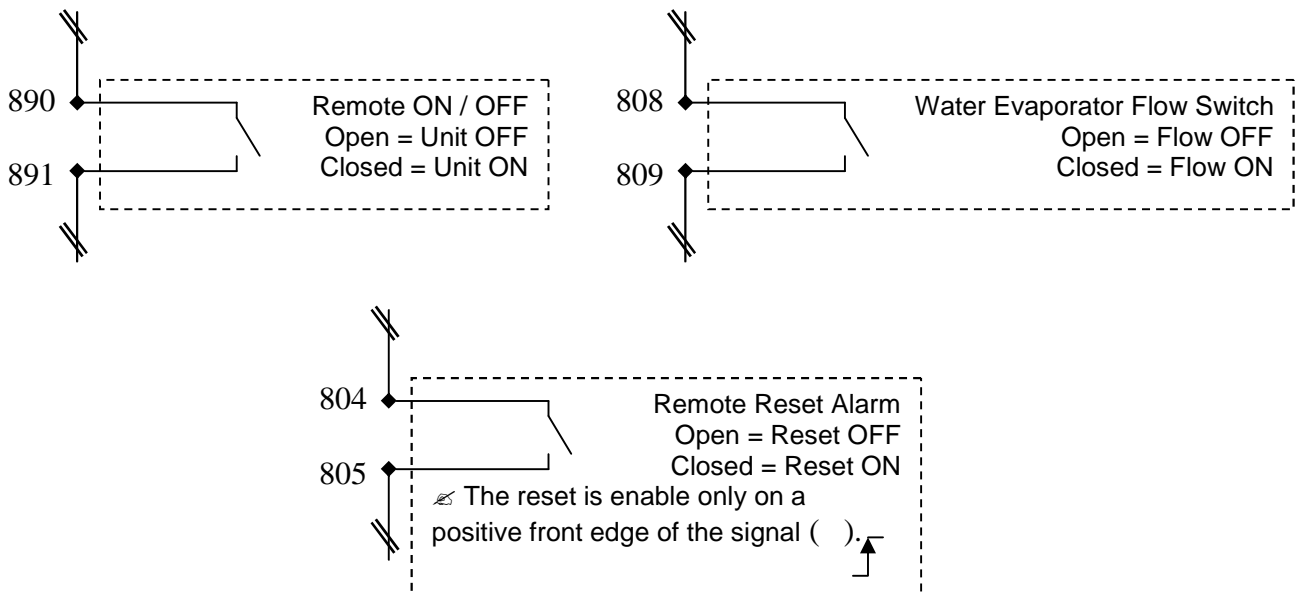 890
Remote ON / OFF
Open = Unit OFF
891
Closed = Unit ON
808
Water Evaporator Flow Switch
Open = Flow OFF
809
Closed = Flow ON
804
Remote Reset Alarm
Open = Reset OFF
805
Closed = Reset ON
✍ The reset is enable only on a
positive front edge of the signal (   ).